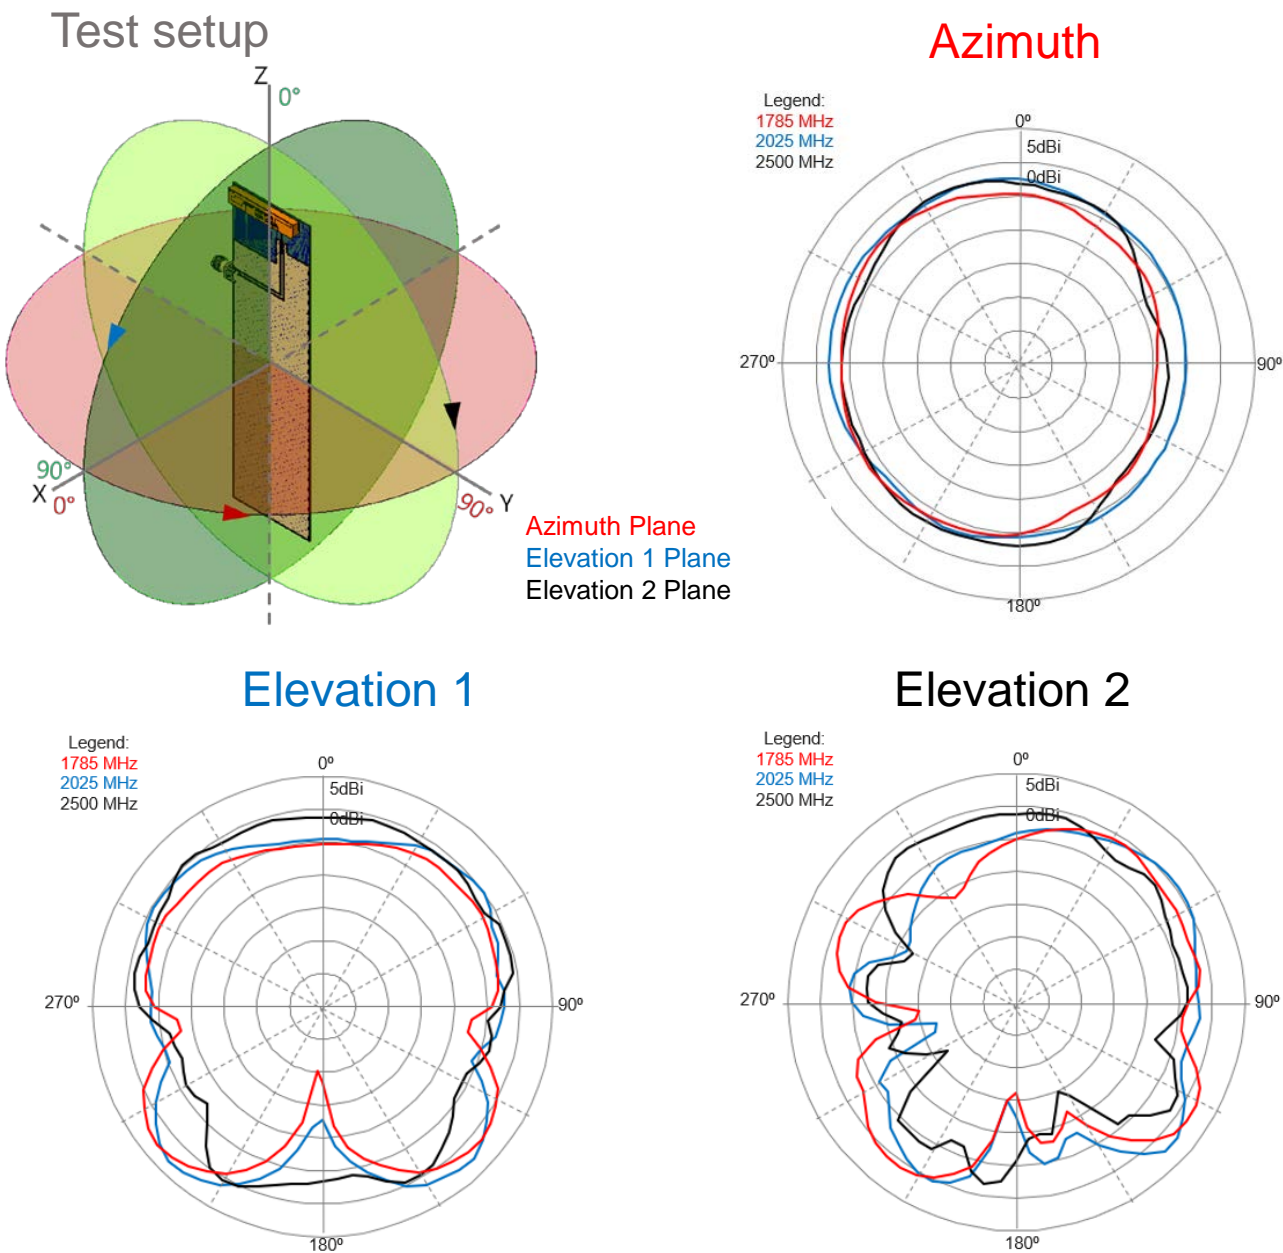 Test setup
Z
0°
90°
X
0°
90°
Y
Azimuth Plane
Elevation 1 Plane
Elevation 2 Plane
Azimuth
Legend:
1785 MHz
2025 MHz
2500 MHz
0º
5dBi
0dBi
270º
90º
180º
Elevation 1
Legend:
1785 MHz
2025 MHz
2500 MHz
0º
5dBi
0dBi
270º
90º
180º
Elevation 2
Legend:
1785 MHz
2025 MHz
2500 MHz
0º
5dBi
0dBi
270º
90º
180º